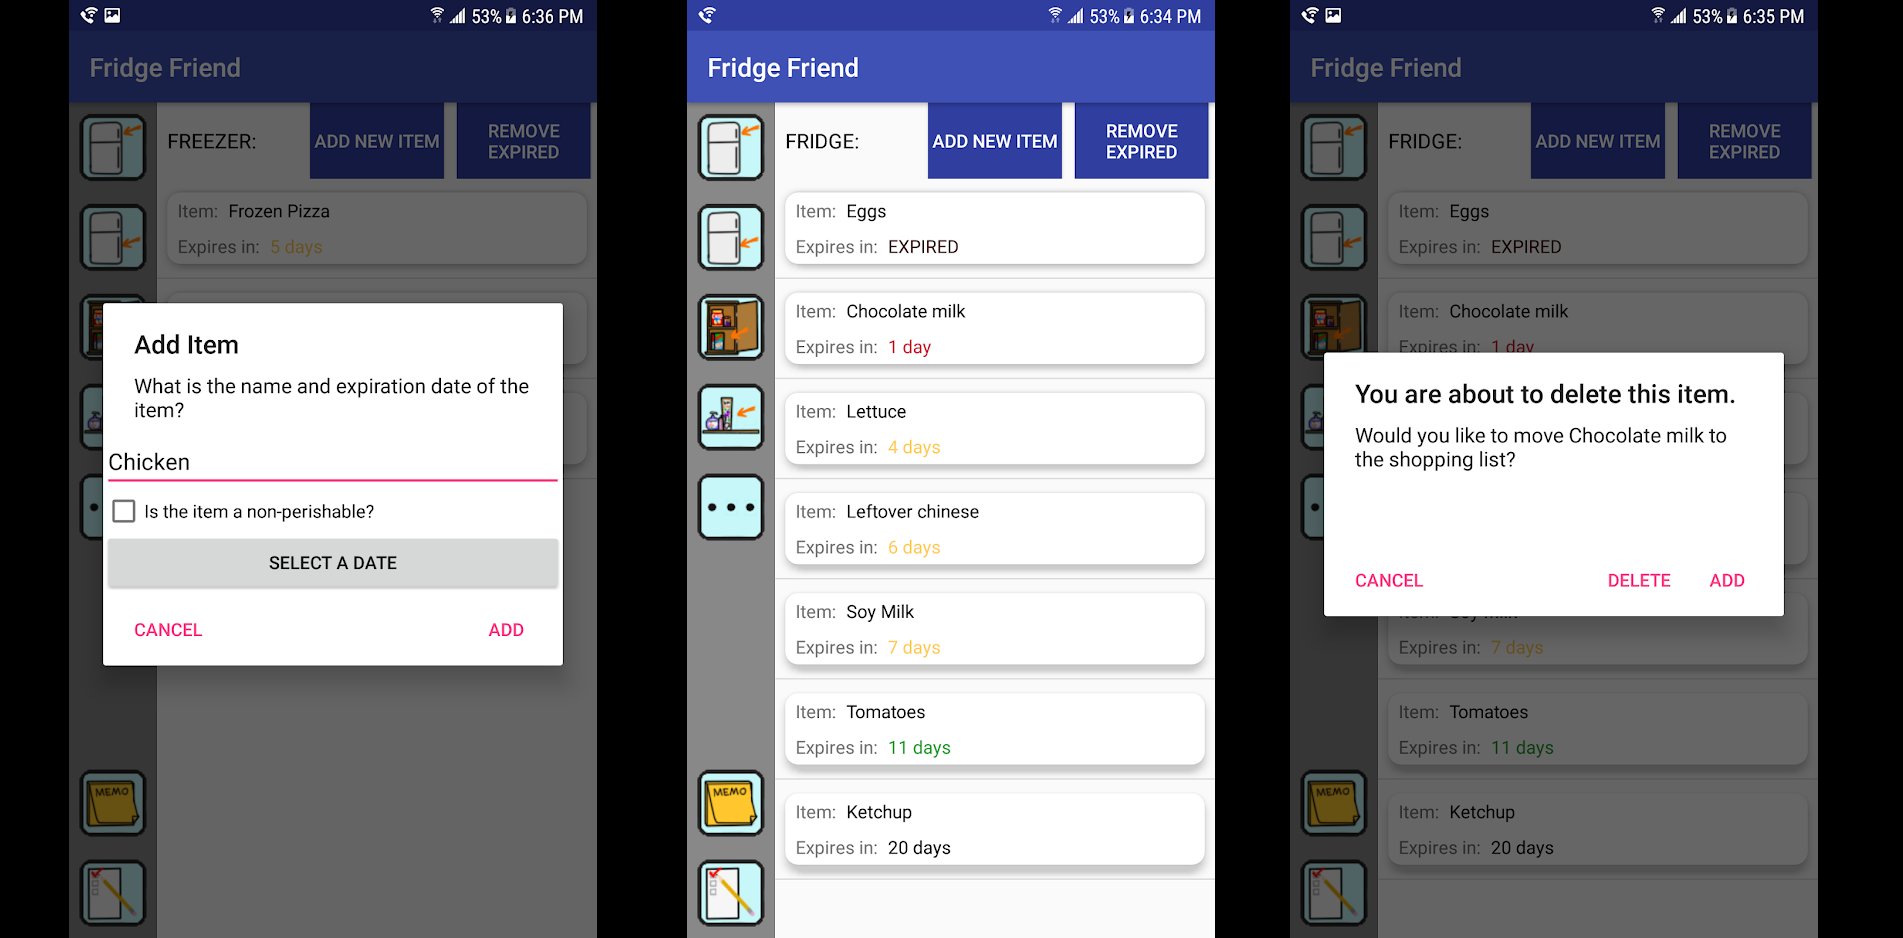 53% 6:36 PM
Fridge Friend
FREEZER:
ADD NEW ITEM
REMOVE
EXPIRED
Item: Frozen Pizza
Expires in: 5 days
Add Item
What is the name and expiration date of the
item?
Chicken
Is the item a non-perishable?
SELECT A DATE
CANCEL
ADD
MEMO
53% 6:34 PM
Fridge Friend
FRIDGE:
ADD NEW ITEM
REMOVE
EXPIRED
Item: Eggs
Expires in: EXPIRED
Item: Chocolate milk
Expires in: 1 day
Item: Lettuce
Expires in: 4 days
Item: Leftover chinese
Expires in: 6 days
Item: Soy Milk
Expires in: 7 days
Item: Tomatoes
Expires in: 11 days
MEMO
Item: Ketchup
Expires in: 20 days
53% 6:35 PM
Fridge Friend
FRIDGE:
ADD NEW ITEM
REMOVE
EXPIRED
Item: Eggs
Expires in: EXPIRED
Item: Chocolate milk
Expires in: 1 day
You are about to delete this item.
Would you like to move Chocolate milk to
the shopping list?
CANCEL
DELETE
ADD
Item: Soy Milk
Expires in: 7 days
Item: Tomatoes
Expires in: 11 days
MEMO
Item: Ketchup
Expires in: 20 days